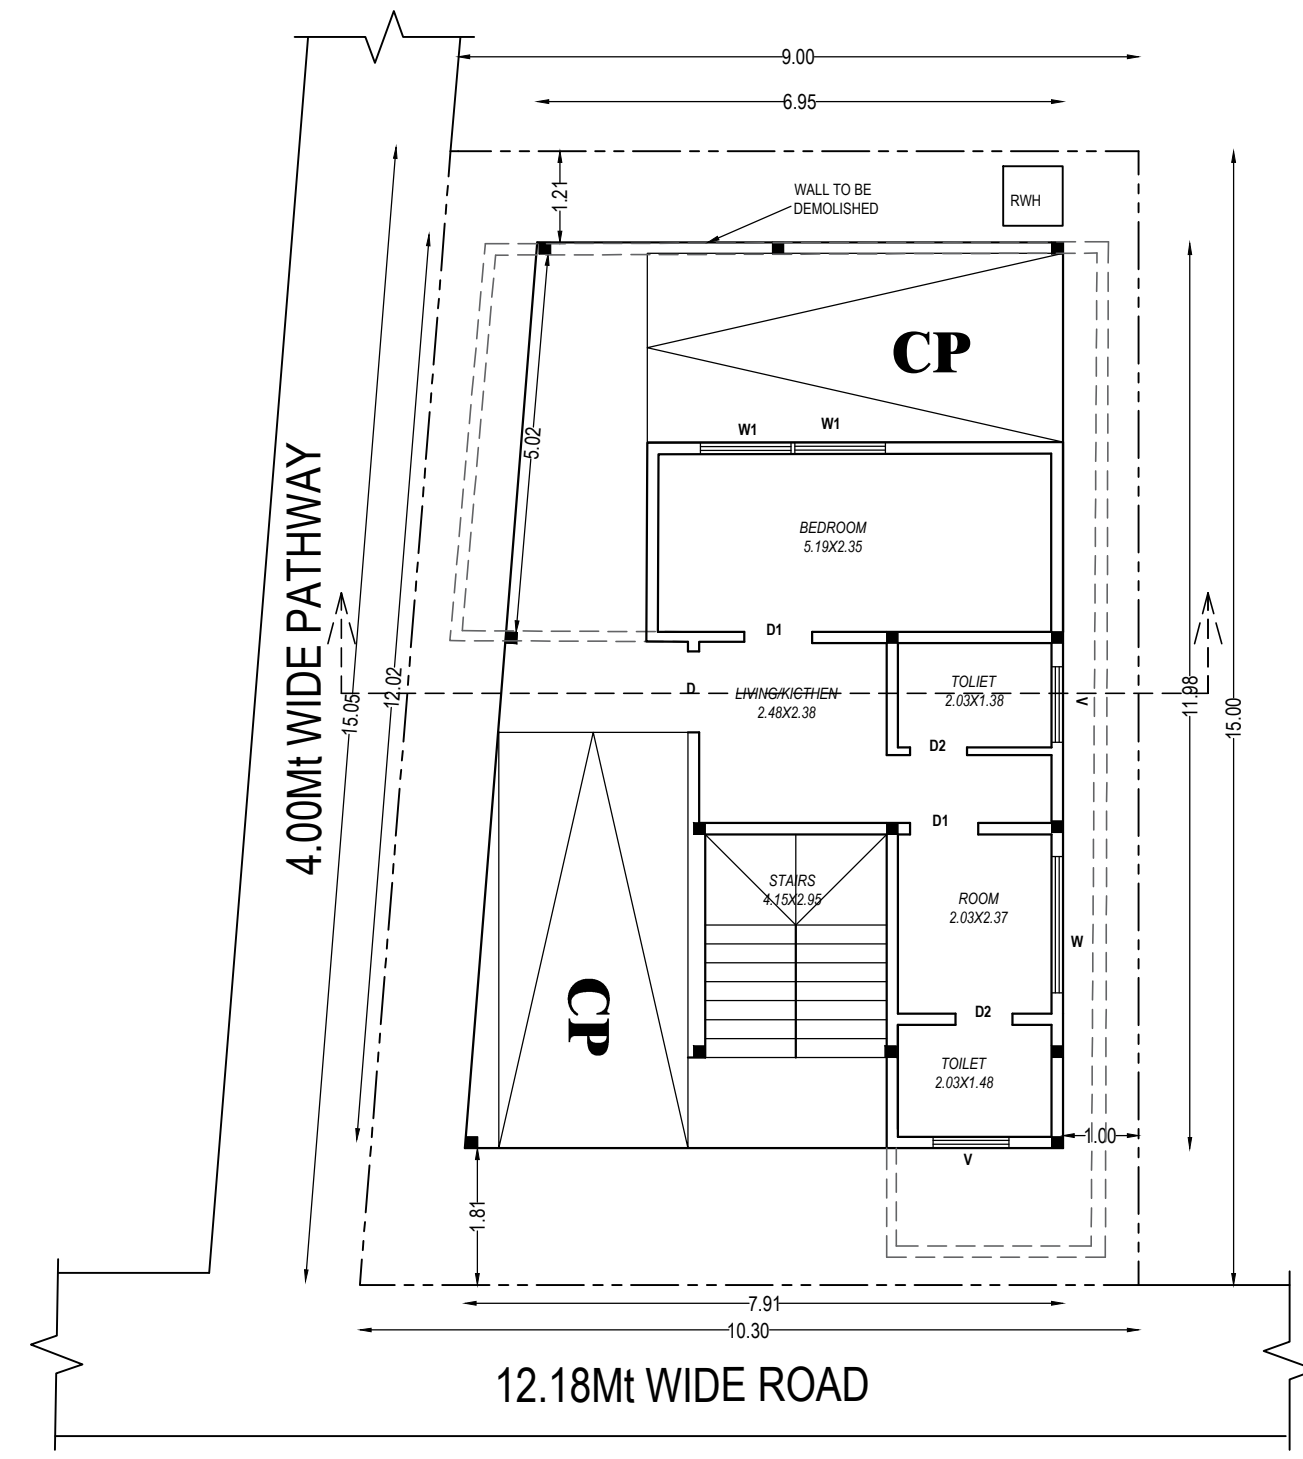 9.00
6.95
1.21
WALL TO BE
DEMOLISHED
RWH
CP
5.02
W1
W1
BEDROOM
5.19X2.35
4.00Mt WIDE PATHWAY
D1
D
LIVING/KICTHEN
2.48X2.38
TOLIET
2.03X1.38
V
15.05
12.02
11.98
15.00
D2
D1
STAIRS
4.15X2.95
ROOM
2.03X2.37
W
CP
D2
TOILET
2.03X1.48
1.00
V
1.81
7.91
10.30
12.18Mt WIDE ROAD